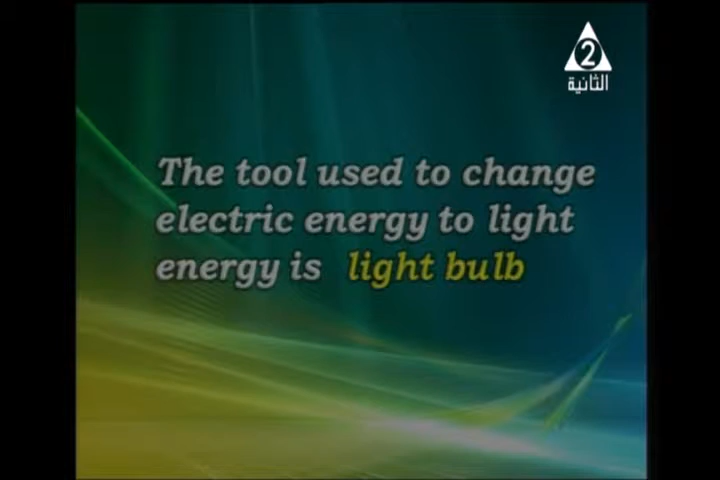 2
الثانية
The tool used to change
electric energy to light
energy is light bulb